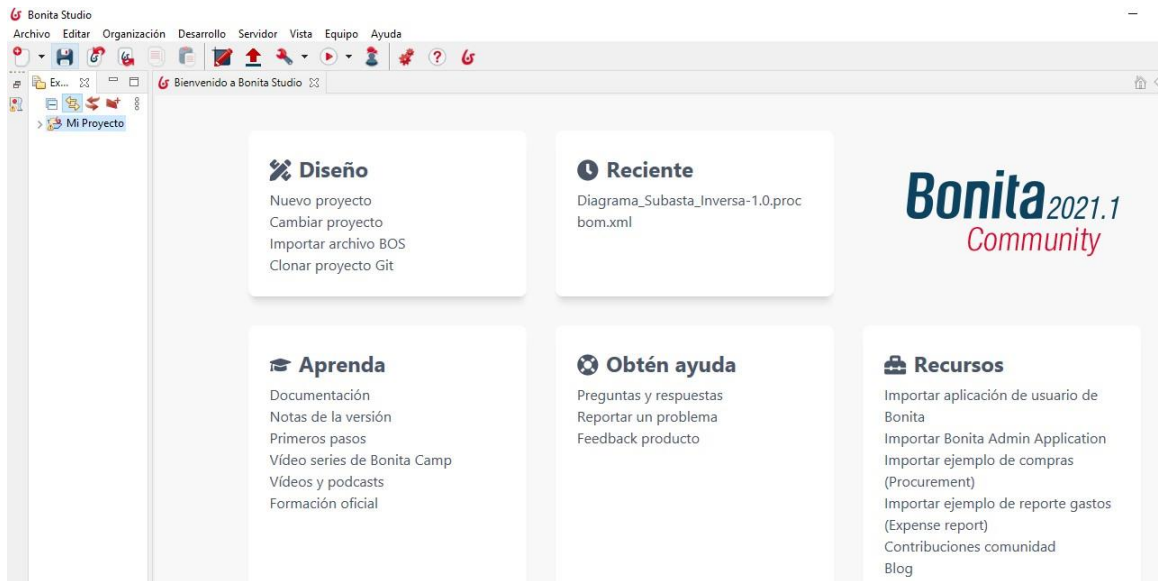 Bonita Studio
Archivo Editar Organización Desarrollo Servidor Vista Equipo Ayuda
Ex...
Bienvenido a Bonita Studio
Mi Proyecto
Diseño
Nuevo proyecto
Cambiar proyecto
Importar archivo BOS
Clonar proyecto Git
Reciente
Diagrama_Subasta_Inversa-1.0.proc
bom.xml
Bonita 2021.1
Community
Aprenda
Documentación
Notas de la versión
Primeros pasos
Vídeo series de Bonita Camp
Vídeos y podcasts
Formación oficial
Obtén ayuda
Preguntas y respuestas
Reportar un problema
Feedback producto
Recursos
Importar aplicación de usuario de
Bonita
Importar Bonita Admin Application
Importar ejemplo de compras
(Procurement)
Importar ejemplo de reporte gastos
(Expense report)
Contribuciones comunidad
Blog